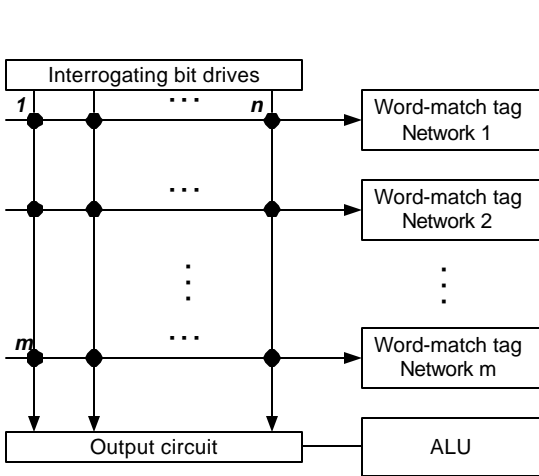 Interrogating bit drives
1 ... n
Word-match tag
Network 1
...
Word-match tag
Network 2
...
m ...
Word-match tag
Network m
Output circuit
ALU